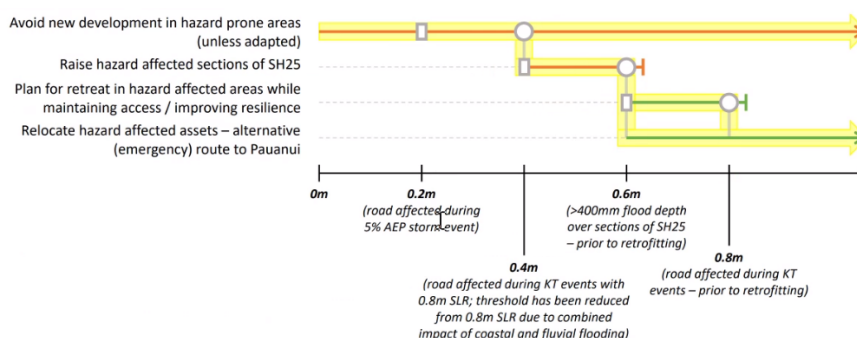 Avoid new development in hazard prone areas
(unless adapted)
Raise hazard affected sections of SH25
Plan for retreat in hazard affected areas while
maintaining access / improving resilience
Relocate hazard affected assets – alternative
(emergency) route to Pauanui
0m
0.2m
(road affected during
5% AEP storm event)
0.4m
(road affected during KT events with
0.8m SLR; threshold has been reduced
from 0.8m SLR due to combined
impact of coastal and fluvial flooding)
0.6m
(>400mm flood depth
over sections of SH25
– prior to retrofitting)
0.8m
(road affected during KT
events – prior to retrofitting)